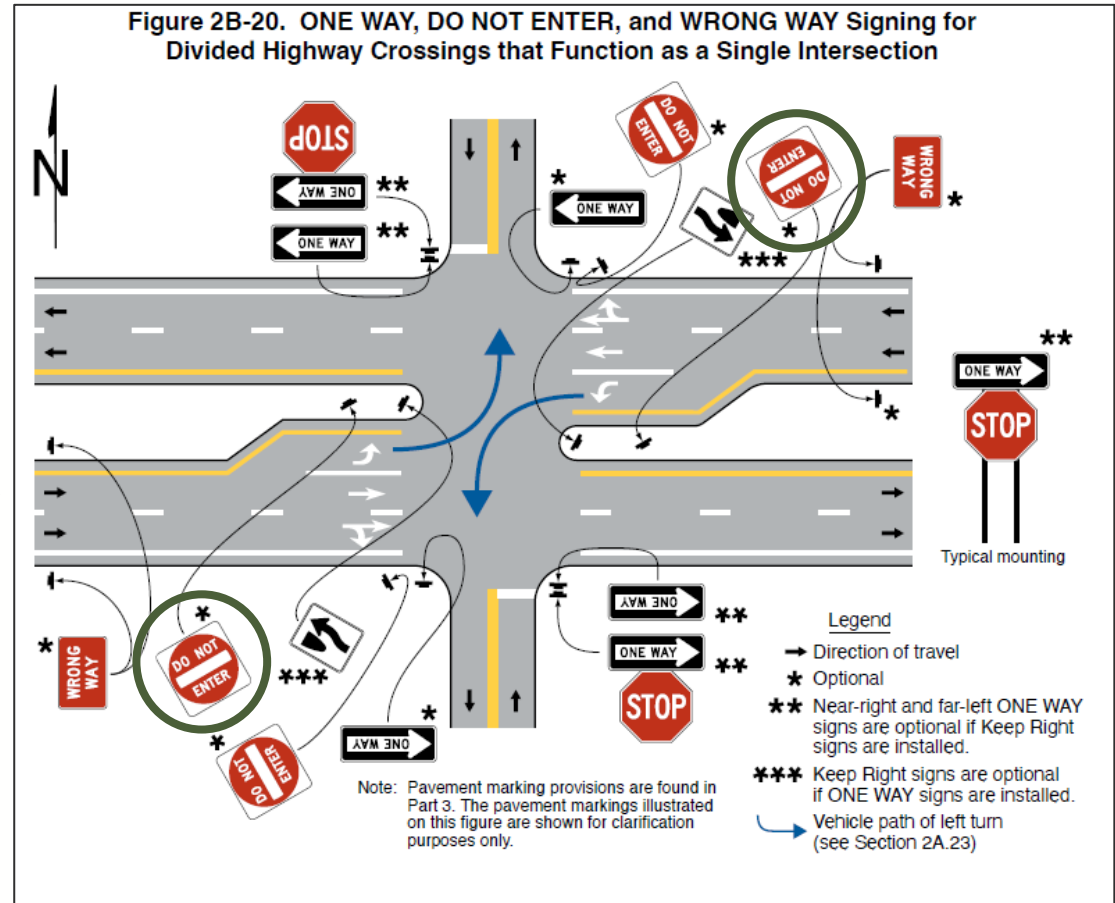 Figure 2B-20. ONE WAY, DO NOT ENTER, and WRONG WAY Signing for
Divided Highway Crossings that Function as a Single Intersection
N
STOP
ONE WAY
**
ONE WAY
**
*
ONE WAY
DO NOT
ENTER
*
***
DO NOT
ENTER
*
WRONG
WAY
*
*
**
ONE WAY
STOP
Typical mounting
*
WRONG
WAY
*
DO NOT
ENTER
***
*
DO NOT
ENTER
*
ONE WAY
ONE WAY
**
ONE WAY
**
STOP
Note: Pavement marking provisions are found in
Part 3. The pavement markings illustrated
on this figure are shown for clarification
purposes only.
Legend
Direction of travel
* Optional
** Near-right and far-left ONE WAY
signs are optional if Keep Right
signs are installed.
*** Keep Right signs are optional
if ONE WAY signs are installed.
Vehicle path of left turn
(see Section 2A.23)